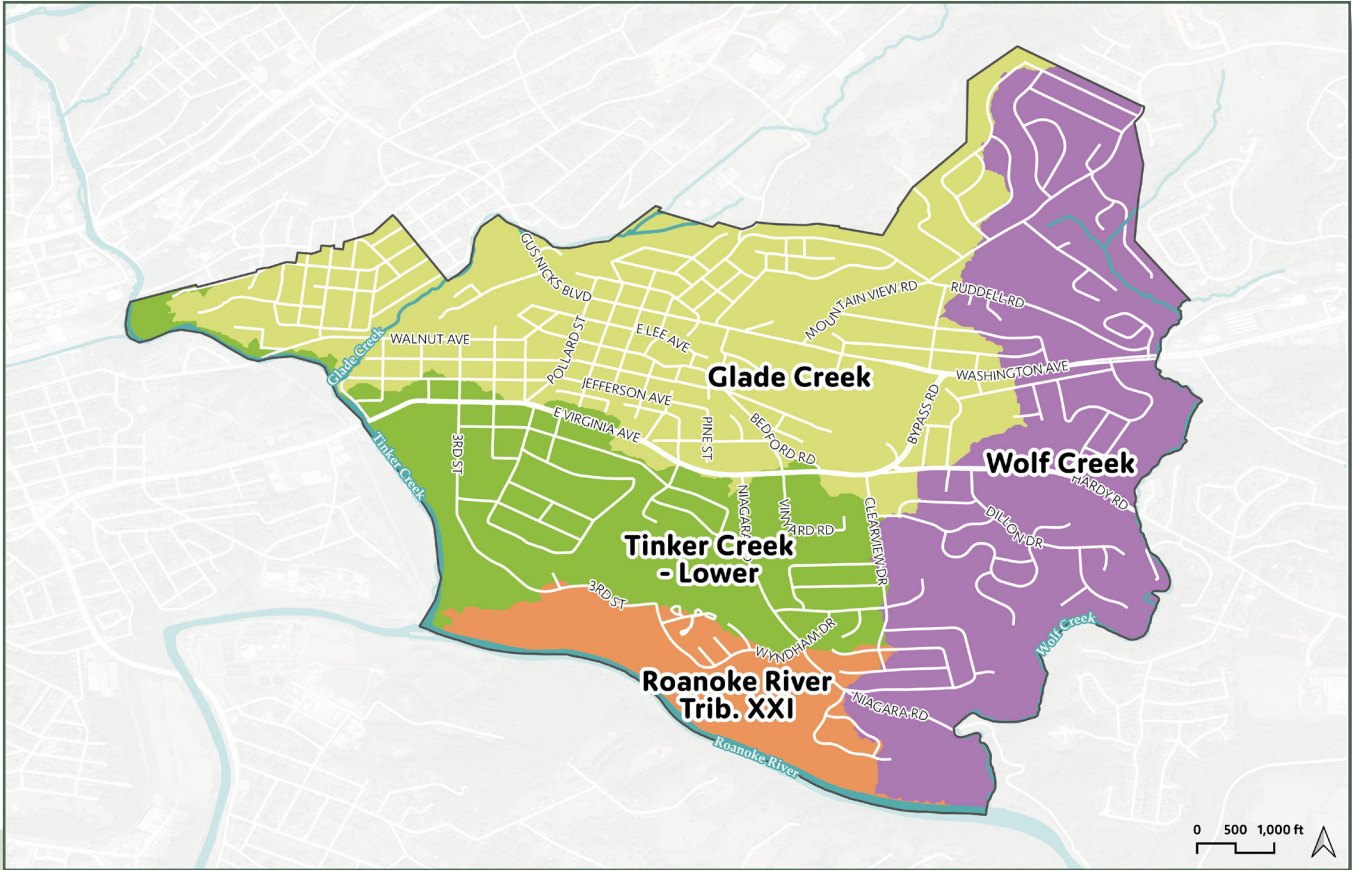 GUS NICKS BLVD
MOUNTAIN VIEW RD
RUDDELL RD
WALNUT AVE
Glade Creek
POLLARD ST
E LEE AVE
Glade Creek
WASHINGTON AVE
JEFFERSON AVE
BYPASS RD
E VIRGINIA AVE
PINE ST
BEDFORD RD
3RD ST
Tinker Creek
Wolf Creek
HARDY RD
NIAGARA
VINYARD RD
CLEARVIEW DR
DILLON DR
Tinker Creek
- Lower
3RD ST
WYNDHAM DR
Wolf Creek
Roanoke River
Trib. XXI
NIAGARA RD
Roanoke River
0 500 1,000 ft